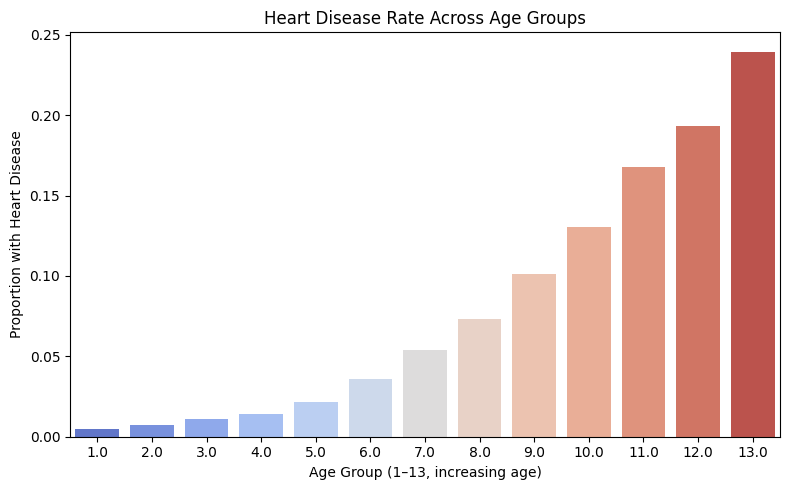 Heart Disease Rate Across Age Groups
Proportion with Heart Disease
0.25
0.20
0.15
0.10
0.05
0.00
1.0 2.0 3.0 4.0 5.0 6.0 7.0 8.0 9.0 10.0 11.0 12.0 13.0
Age Group (1–13, increasing age)